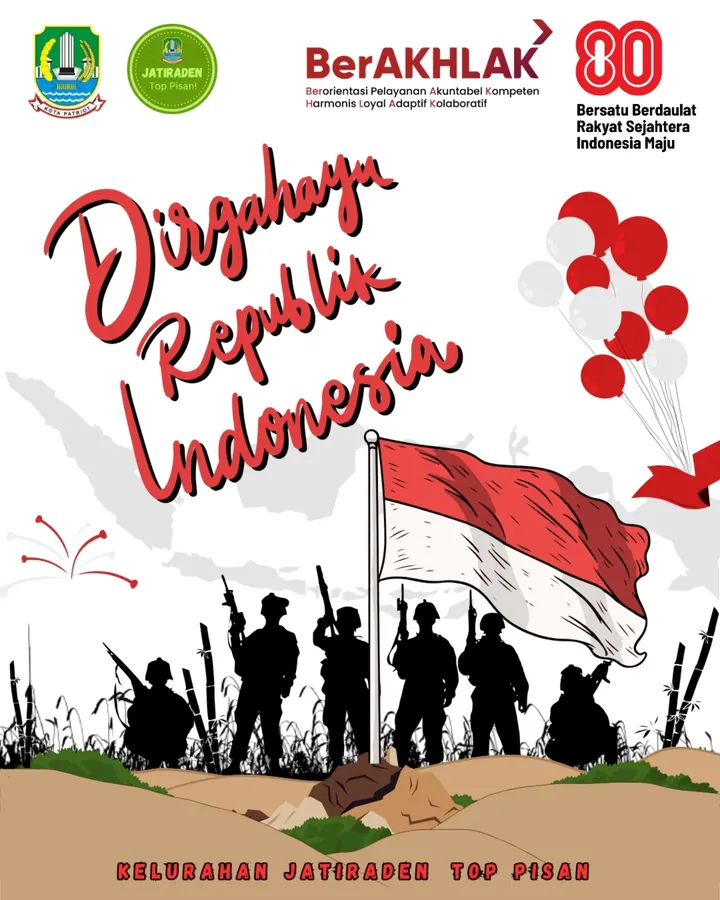 KOTA PATRIOT
JATIRADEN
Top Pisan!
BerAKHLAK
Berorientasi Pelayanan Akuntabel Kompeten
Harmonis Loyal Adaptif Kolaboratif
80
Bersatu Berdaulat
Rakyat Sejahtera
Indonesia Maju
Dirgahayu
Republik
Indonesia
KELURAHAN JATIRADEN TOP PISAN